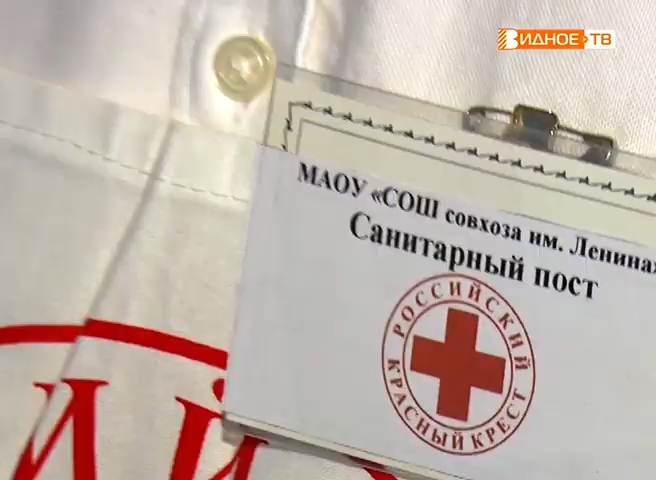 ВИДНОЕ ТВ
МАОУ «СОШ совхоза им. Ленина»
Санитарный пост
РОССИЙСКИЙ
КРАСНЫЙ КРЕСТ